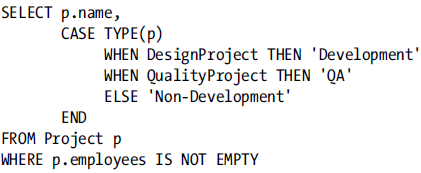 SELECT p.name,
       CASE TYPE(p)
            WHEN DesignProject THEN 'Development'
            WHEN QualityProject THEN 'QA'
            ELSE 'Non-Development'
       END
FROM Project p
WHERE p.employees IS NOT EMPTY